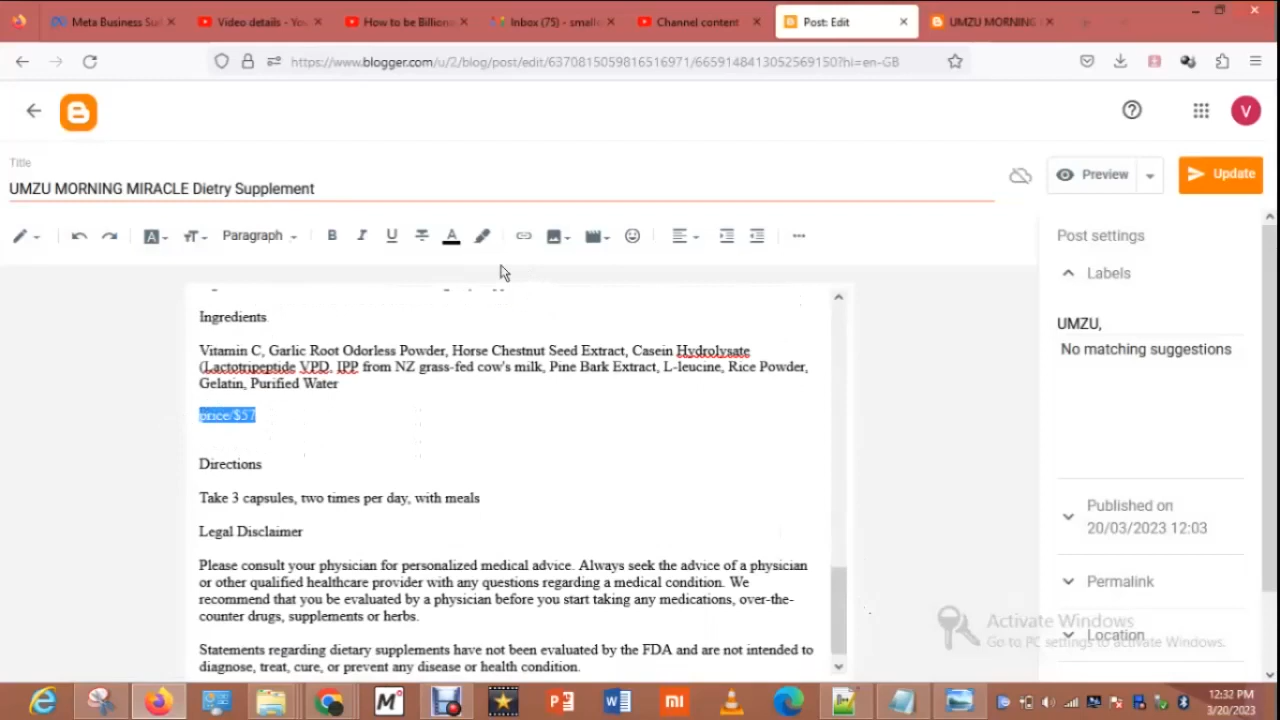 Meta Business Sui
Video details - Yo
How to be Billion
Inbox (75) - small
Channel content
Post: Edit
UMZU MORNING
https://www.blogger.com/u/2/blog/post/edit/6370815059816516971/6659148413052569150?hl=en-GB
V
Title
UMZU MORNING MIRACLE Dietry Supplement
Preview
Update
Paragraph
Post settings
Labels
UMZU,
No matching suggestions
Ingredients
Vitamin C, Garlic Root Odorless Powder, Horse Chestnut Seed Extract, Casein Hydrolysate
(Lactotripeptide VPD. IPP from NZ grass-fed cow's milk, Pine Bark Extract, L-leucine, Rice Powder,
Gelatin, Purified Water
price/$57
Directions
Take 3 capsules, two times per day, with meals
Legal Disclaimer
Please consult your physician for personalized medical advice. Always seek the advice of a physician
or other qualified healthcare provider with any questions regarding a medical condition. We
recommend that you be evaluated by a physician before you start taking any medications, over-the-
counter drugs, supplements or herbs.
Statements regarding dietary supplements have not been evaluated by the FDA and are not intended to
diagnose, treat, cure, or prevent any disease or health condition.
Published on
20/03/2023 12:03
Permalink
Location
Activate Windows
Go to PC settings to activate Windows.
12:32 PM
3/20/2023